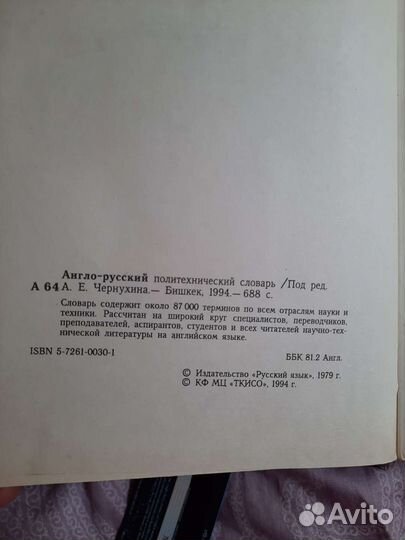 Англо-русский политехнический словарь /Под ред.
А 64 А. Е. Чернухина.— Бишкек, 1994.— 688 с.
Словарь содержит около 87 000 терминов по всем отраслям науки и
техники. Рассчитан на широкий круг специалистов, переводчиков,
преподавателей, аспирантов, студентов и всех читателей научно-тех-
нической литературы на английском языке.
ISBN 5-7261-0030-1
ББК 81.2 Англ.
© Издательство «Русский язык», 1979 г.
© КФ МЦ «ТКИСО», 1994 г.
Avito